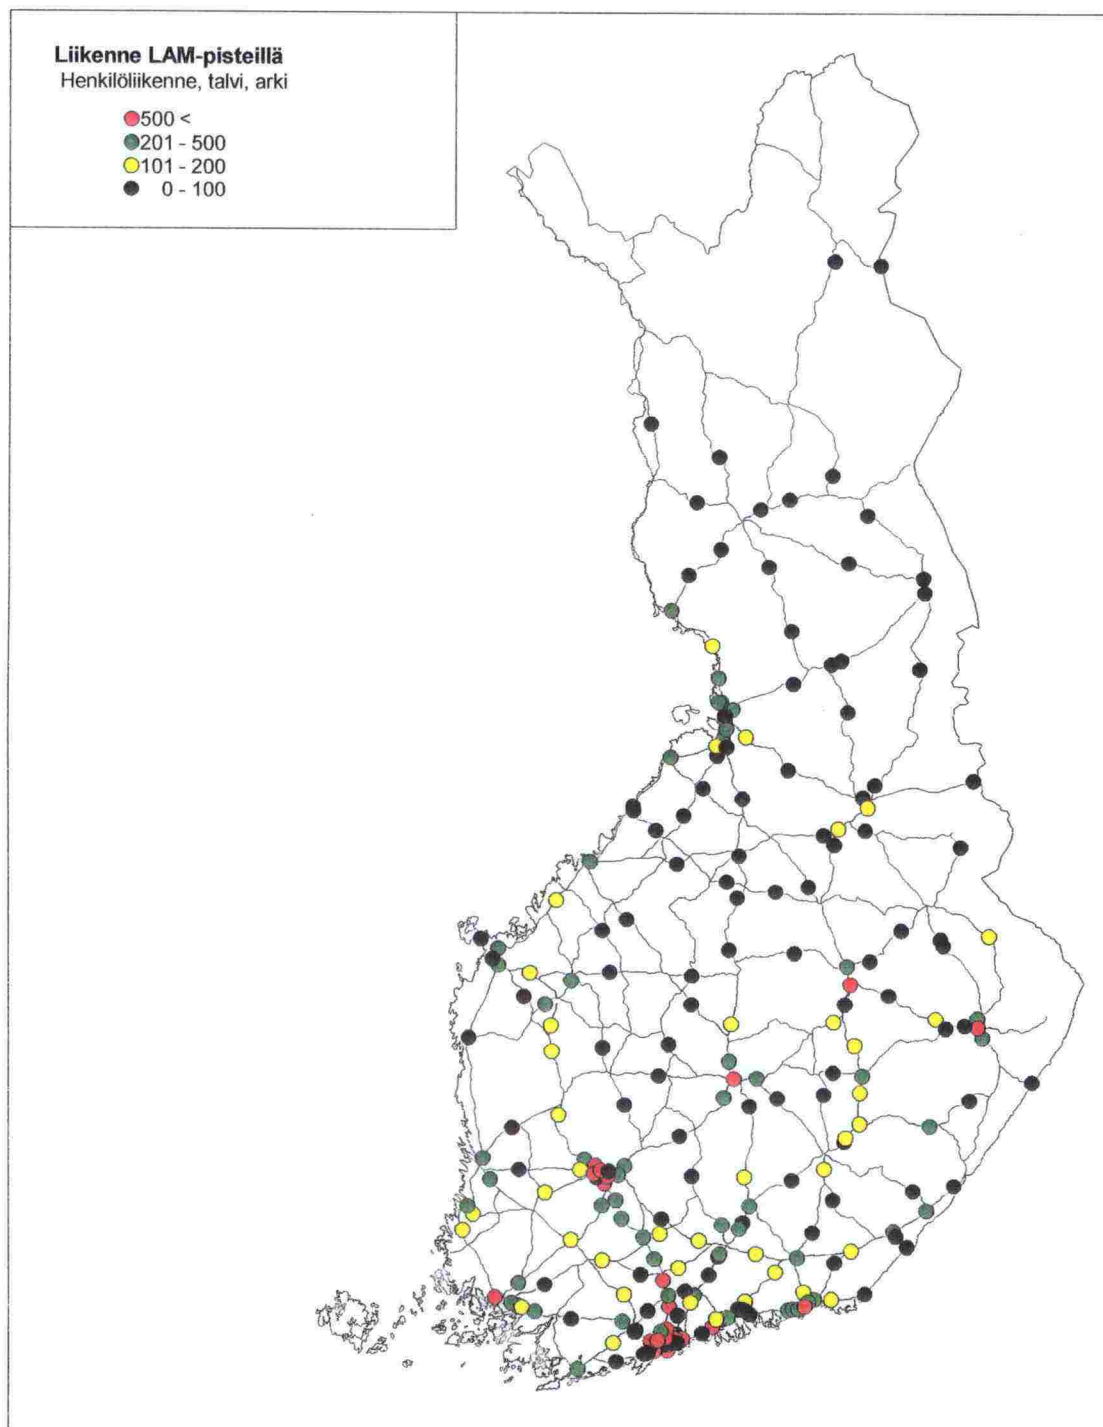 Liikenne LAM-pisteillä
Henkilöliikenne, talvi, arki
500 <
201 - 500
101 - 200
0 - 100